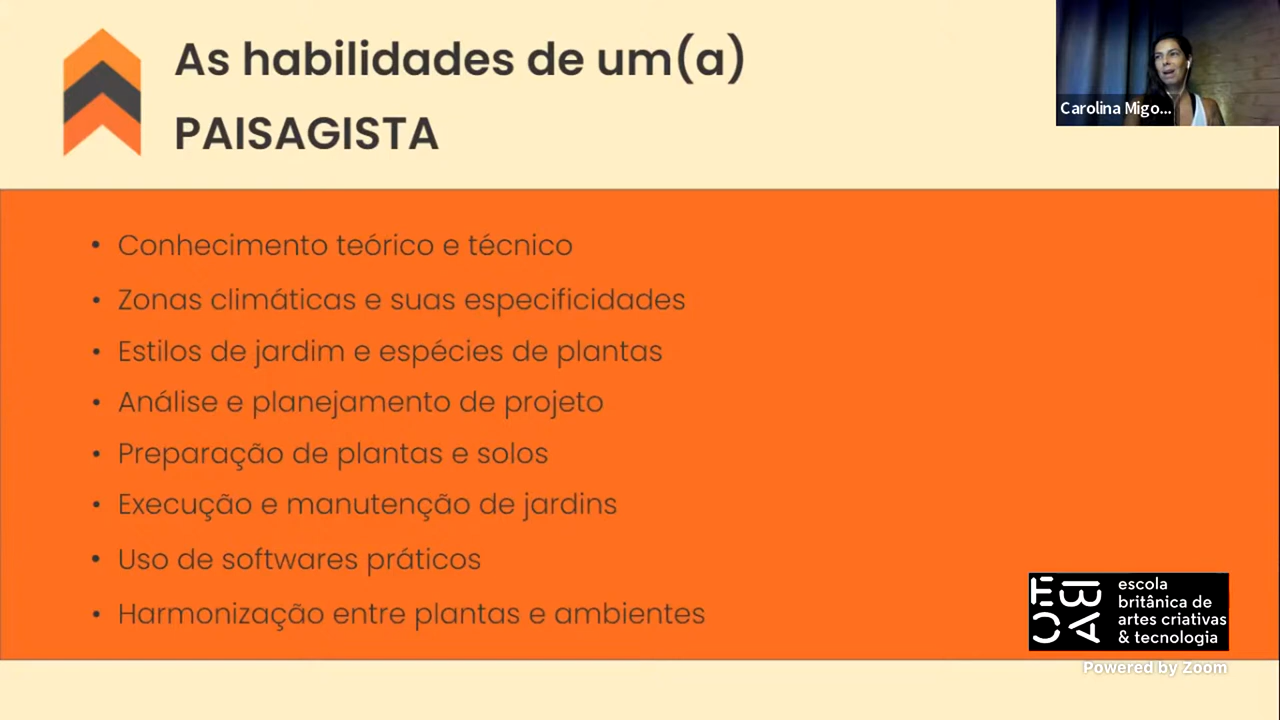 As habilidades de um(a)
PAISAGISTA
Carolina Migo...
• Conhecimento teórico e técnico
• Zonas climáticas e suas especificidades
• Estilos de jardim e espécies de plantas
• Análise e planejamento de projeto
• Preparação de plantas e solos
• Execução e manutenção de jardins
• Uso de softwares práticos
• Harmonização entre plantas e ambientes
EBAC
escola
britânica de
artes criativas
& tecnologia
Powered by Zoom